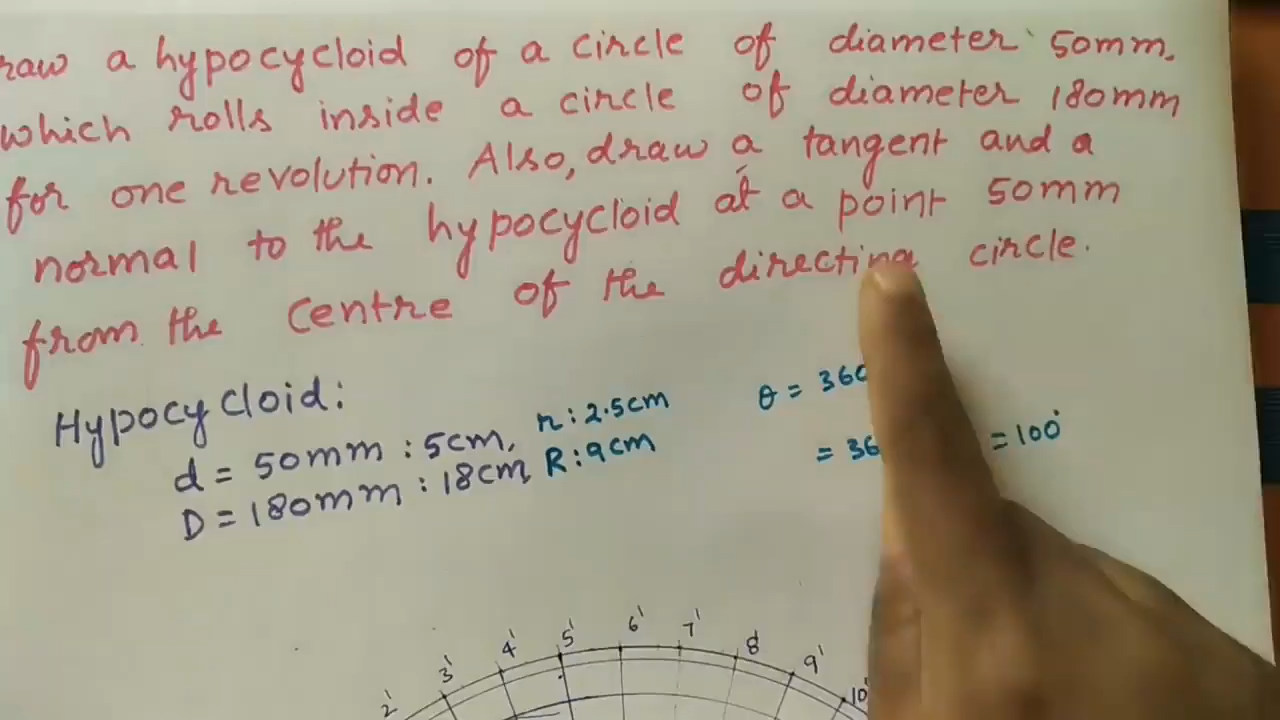 raw a hypocycloid of a circle of diameter 50mm.
which rolls inside a circle of diameter 180mm
for one revolution. Also, draw a tangent and a
normal to the hypocycloid at a point 50mm
from the centre of the directing circle.
Hypocycloid:
d = 50mm : 5cm, r : 2.5cm
D = 180mm : 18cm R : 9cm
θ = 360
= 36 = 100°
2' 3' 4' 5' 6' 7' 8 9' 10'